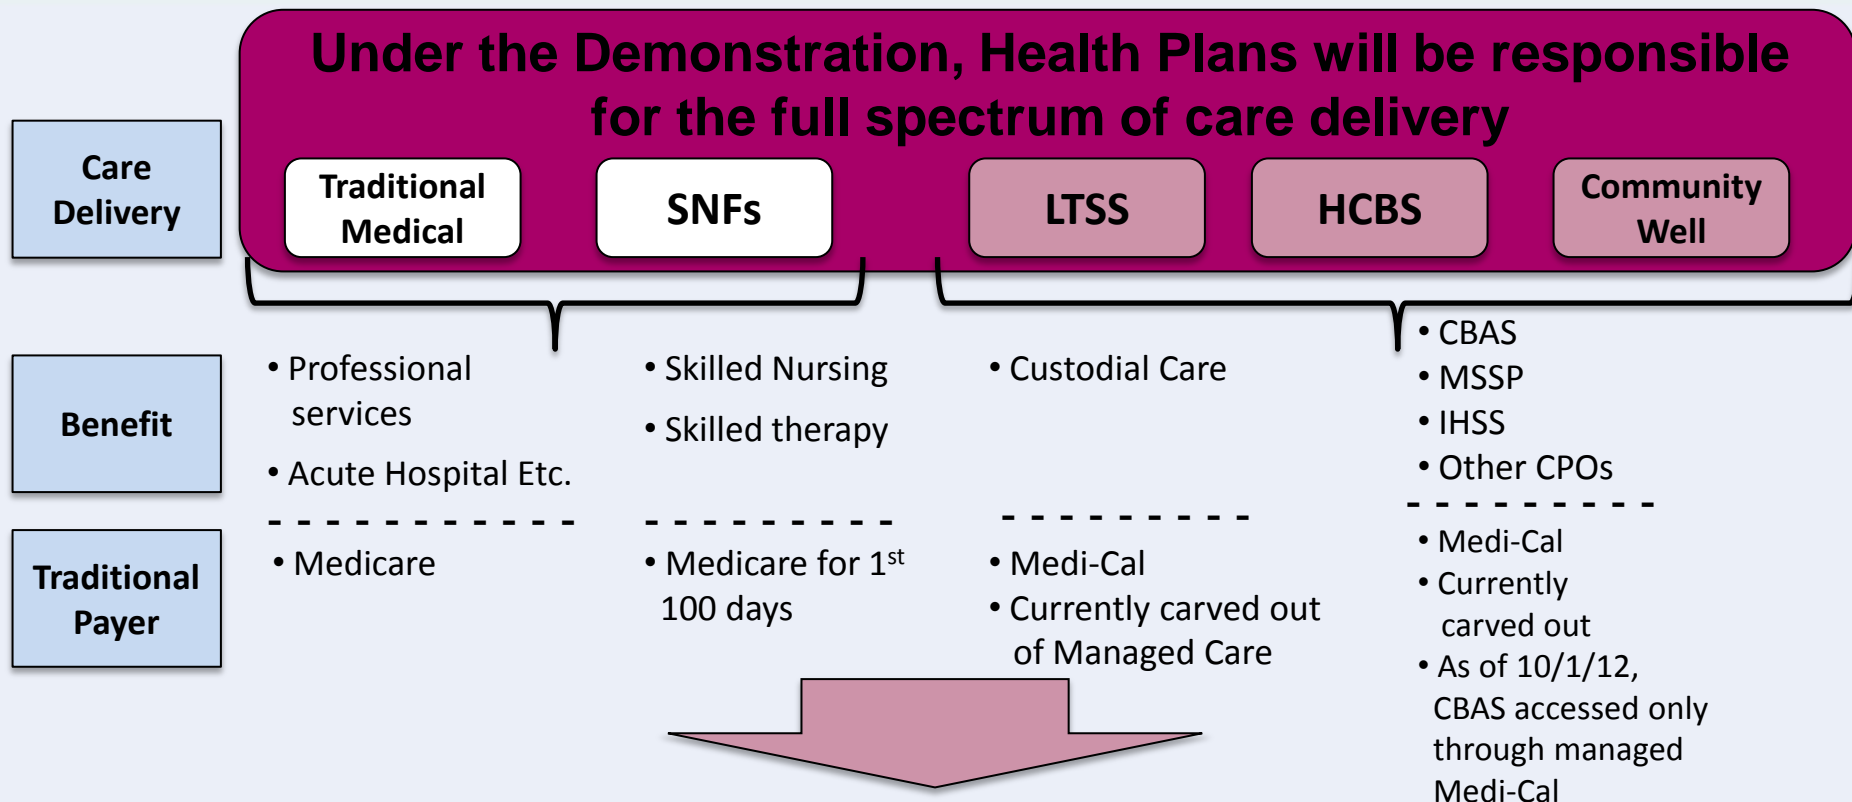 Under the Demonstration, Health Plans will be responsible
for the full spectrum of care delivery
Care
Delivery
Traditional
Medical
SNFs
LTSS
HCBS
Community
Well
Benefit
• Professional
services
• Acute Hospital Etc.
• Skilled Nursing
• Skilled therapy
• Custodial Care
• CBAS
• MSSP
• IHSS
• Other CPOs
Traditional
Payer
• Medicare
• Medicare for 1st
100 days
• Medi-Cal
• Currently carved out
of Managed Care
• Medi-Cal
• Currently
carved out
• As of 10/1/12,
CBAS accessed only
through managed
Medi-Cal